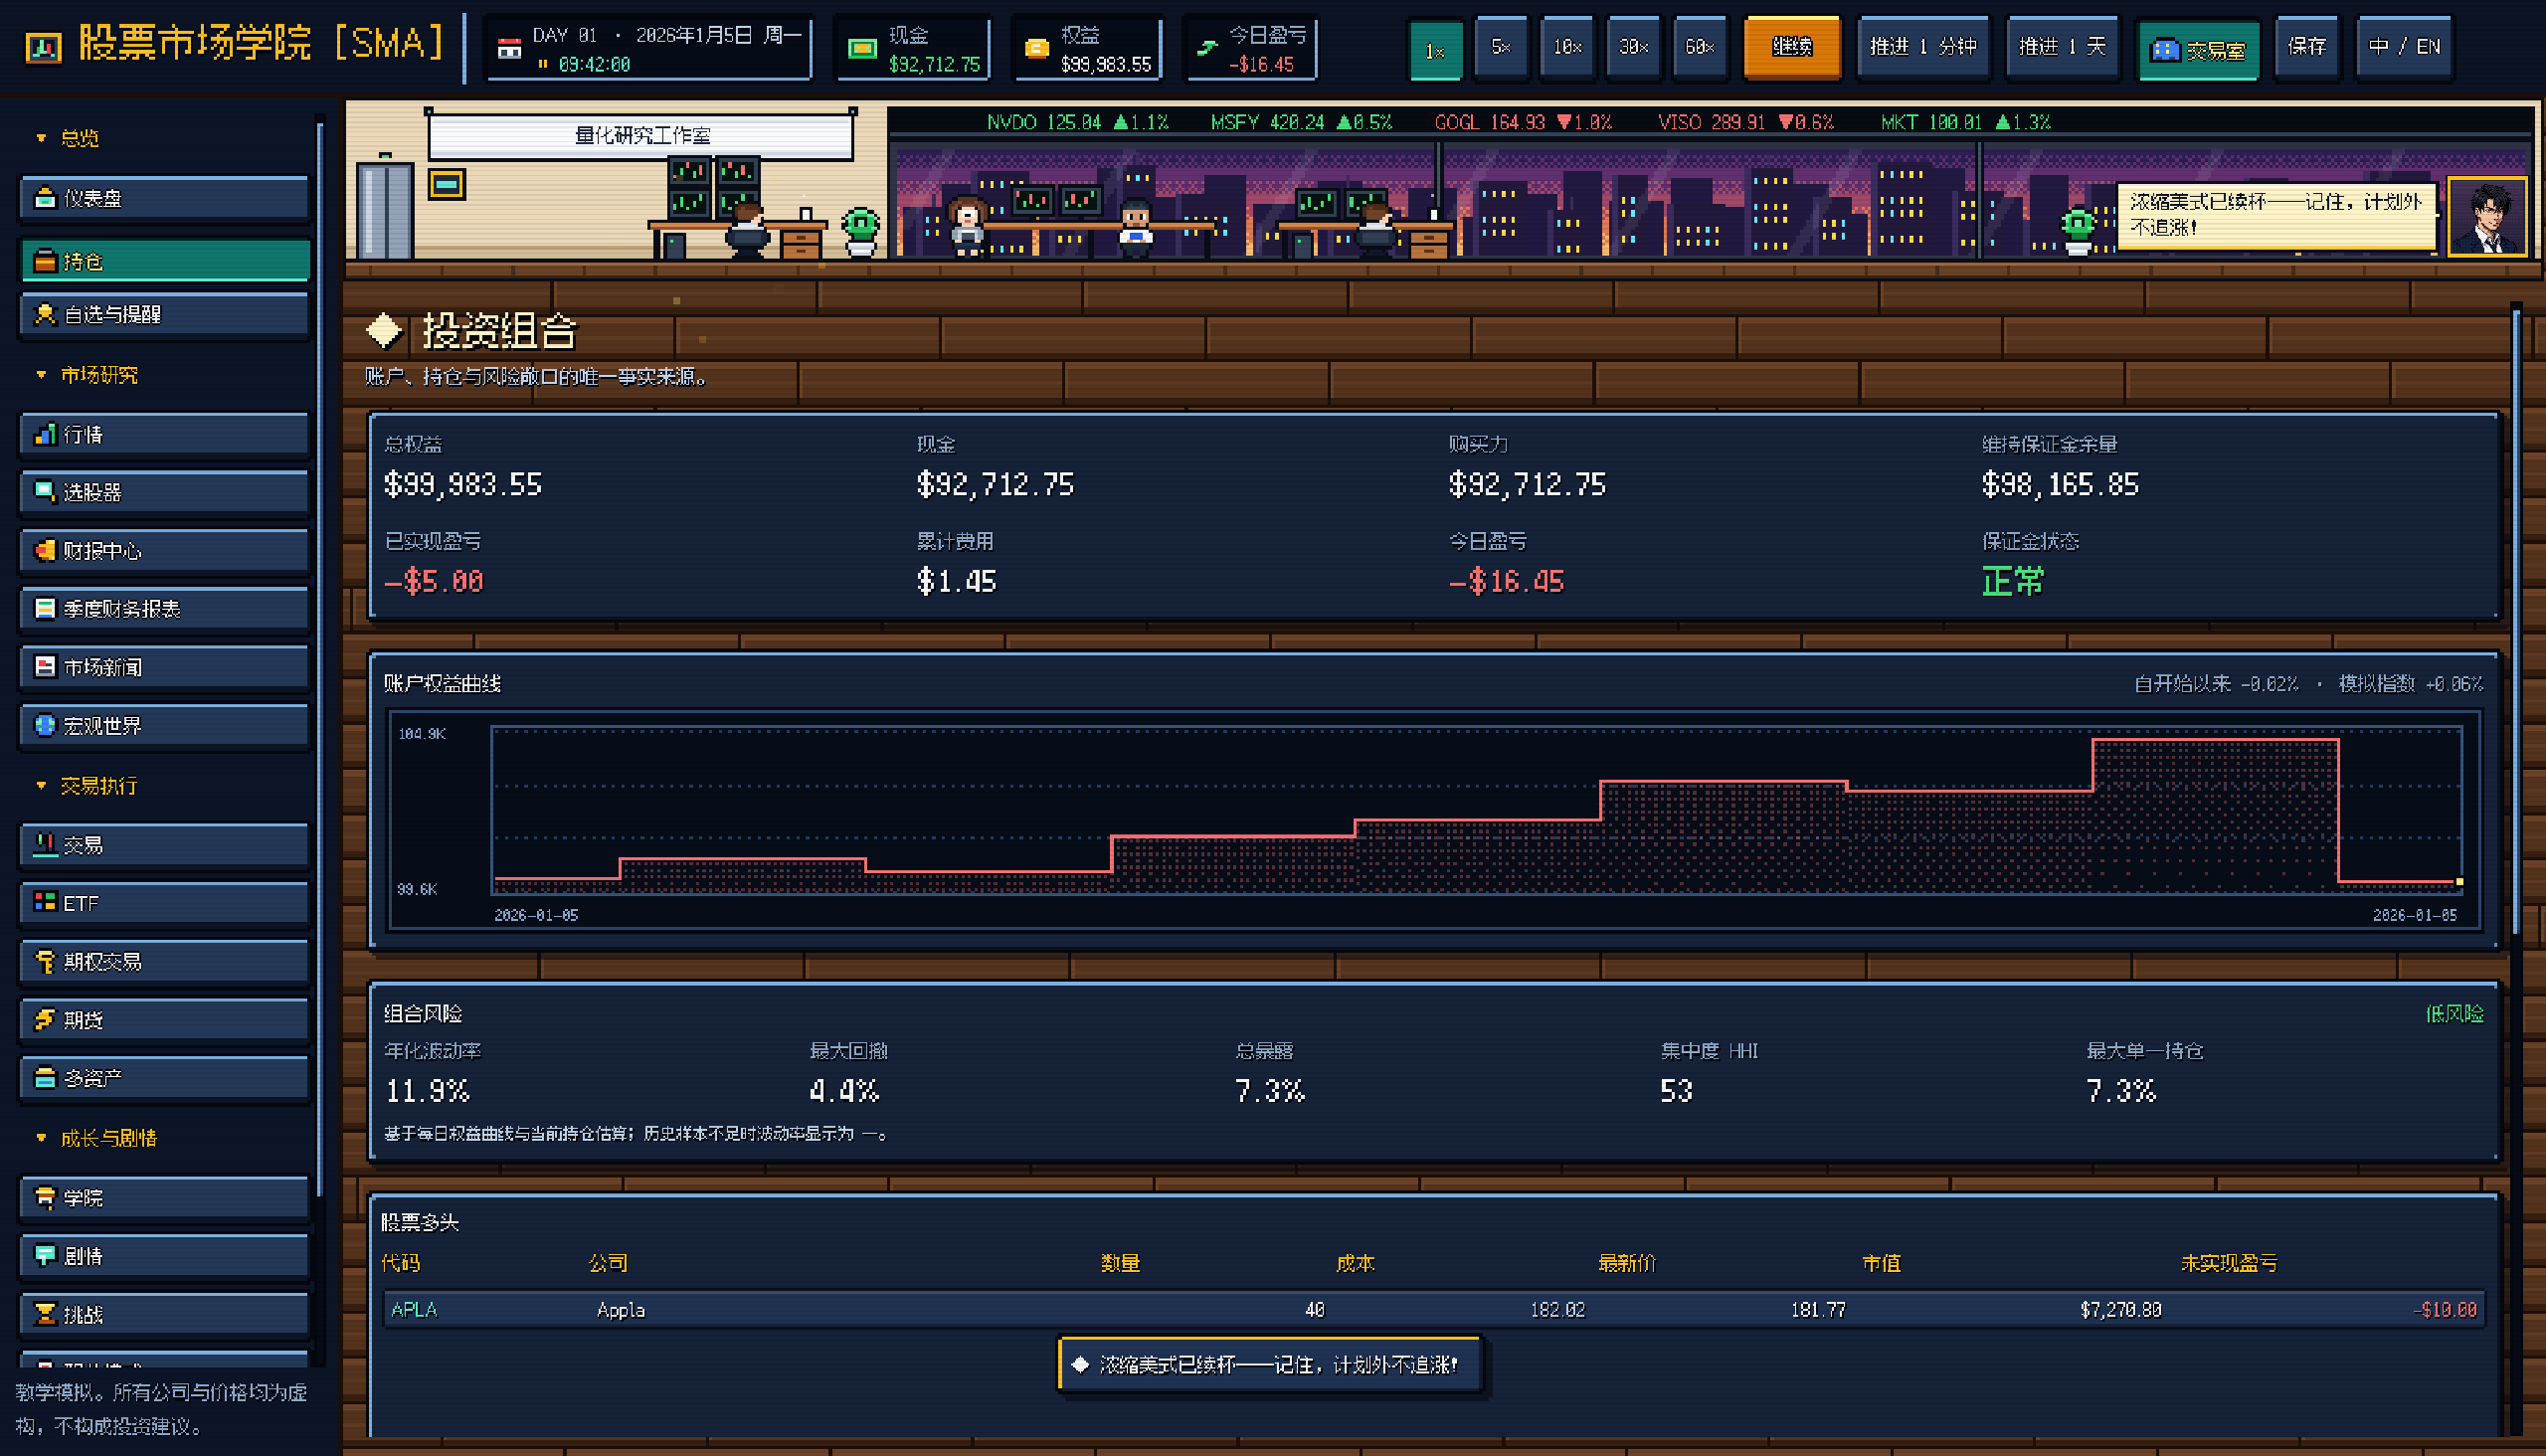 股票市场学院 [SMA]
DAY 01 · 2026年1月5日 周一
09:42:00
现金
$92,712.75
权益
$99,983.55
今日盈亏
-$16.45
1×
5×
10×
30×
60×
继续
推进 1 分钟
推进 1 天
交易室
保存
中 / EN
总览
仪表盘
持仓
自选与提醒
市场研究
行情
选股器
财报中心
季度财务报表
市场新闻
宏观世界
交易执行
交易
ETF
期权交易
期货
多资产
成长与剧情
学院
剧情
挑战
教学模拟。所有公司与价格均为虚
构，不构成投资建议。
量化研究工作室
NVDO 125.04 ▲1.1% MSFY 420.24 ▲0.5% GOGL 164.93 ▼1.0% VISO 289.91 ▼0.6% MKT 100.01 ▲1.3%
浓缩美式已续杯——记住，计划外
不追涨！
投资组合
账户、持仓与风险敞口的唯一事实来源。
总权益 现金 购买力 维持保证金余量
$99,983.55 $92,712.75 $92,712.75 $98,165.85
已实现盈亏 累计费用 今日盈亏 保证金状态
-$5.00 $1.45 -$16.45 正常
账户权益曲线
自开始以来 -0.02% · 模拟指数 +0.06%
104.9K
99.6K
2026-01-05 2026-01-05
组合风险 低风险
年化波动率 最大回撤 总暴露 集中度 HHI 最大单一持仓
11.9% 4.4% 7.3% 53 7.3%
基于每日权益曲线与当前持仓估算；历史样本不足时波动率显示为 —。
股票多头
代码 公司 数量 成本 最新价 市值 未实现盈亏
APLA Appla 40 182.02 181.77 $7,270.80 -$10.00
浓缩美式已续杯——记住，计划外不追涨！